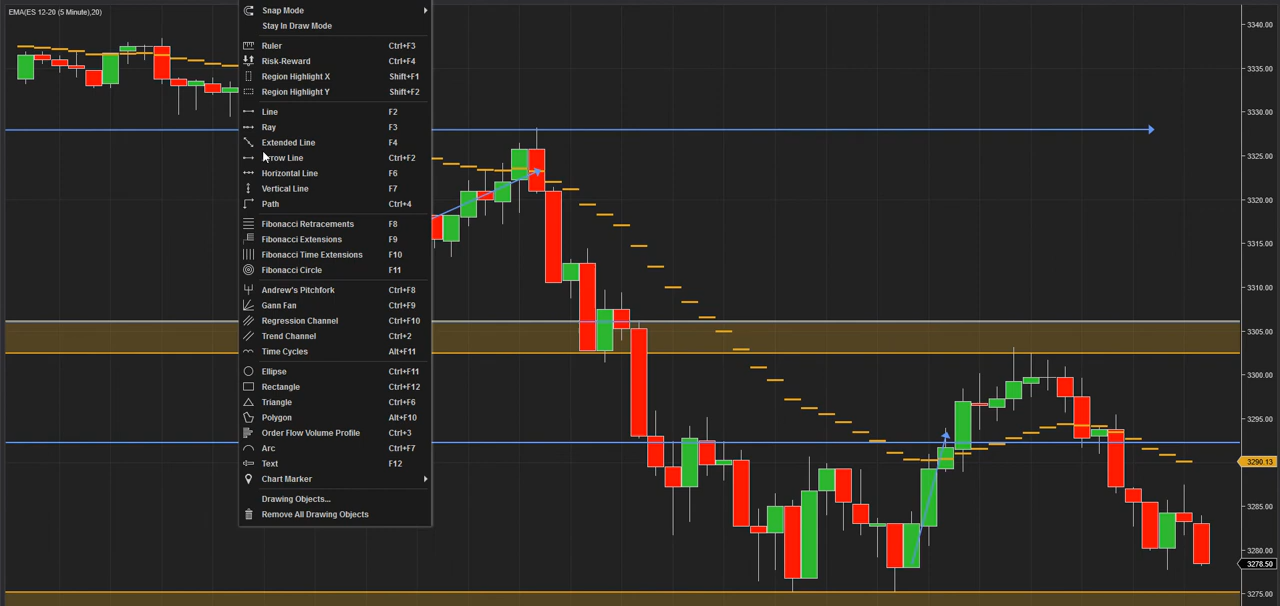 EMA(ES 12-20 (5 Minute),20)
Snap Mode
Stay In Draw Mode
Ruler Ctrl+F3
Risk-Reward Ctrl+F4
Region Highlight X Shift+F1
Region Highlight Y Shift+F2
Line F2
Ray F3
Extended Line F4
Arrow Line Ctrl+F2
Horizontal Line F6
Vertical Line F7
Path Ctrl+4
Fibonacci Retracements F8
Fibonacci Extensions F9
Fibonacci Time Extensions F10
Fibonacci Circle F11
Andrew's Pitchfork Ctrl+F8
Gann Fan Ctrl+F9
Regression Channel Ctrl+F10
Trend Channel Ctrl+2
Time Cycles Alt+F11
Ellipse Ctrl+F11
Rectangle Ctrl+F12
Triangle Ctrl+F6
Polygon Alt+F10
Order Flow Volume Profile Ctrl+3
Arc Ctrl+F7
Text F12
Chart Marker
Drawing Objects...
Remove All Drawing Objects
3340.00
3335.00
3330.00
3325.00
3320.00
3315.00
3310.00
3305.00
3300.00
3295.00
3290.13
3285.00
3280.00
3278.50
3275.00